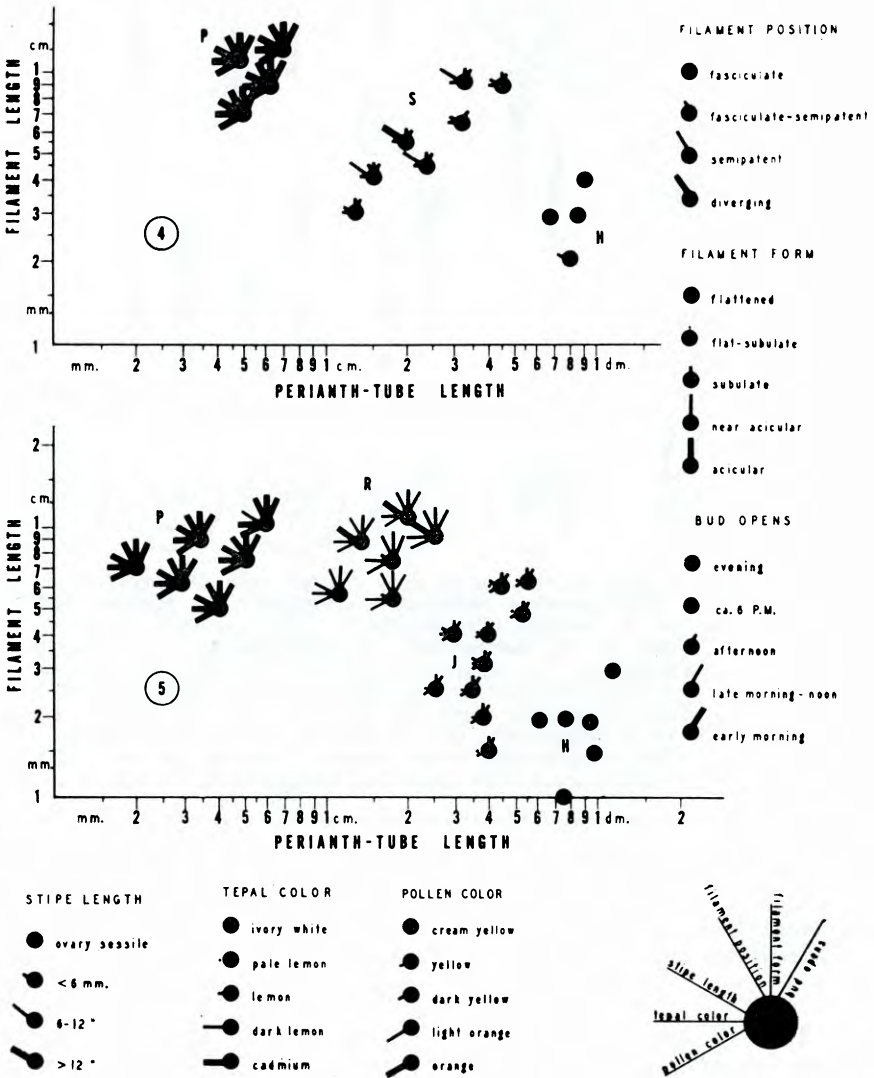 FILAMENT LENGTH
cm.
1
9
8
7
6
5
4
3
2
mm.
1
P
S
H
4
mm. 2 3 4 5 6 7 8 9 1 cm. 2 3 4 5 6 7 8 9 1 dm.
PERIANTH-TUBE LENGTH
FILAMENT POSITION
fasciculate
fasciculate-semipatent
semipatent
diverging
FILAMENT FORM
flattened
flat-subulate
subulate
near acicular
acicular
BUD OPENS
evening
ca. 6 P.M.
afternoon
late morning-noon
early morning
FILAMENT LENGTH
2
cm.
1
9
8
7
6
5
4
3
2
mm.
1
P
R
J
H
5
mm. 2 3 4 5 6 7 8 9 1 cm. 2 3 4 5 6 7 8 9 1 dm. 2
PERIANTH-TUBE LENGTH
STIPE LENGTH
ovary sessile
<6 mm.
6-12 "
>12 "
TEPAL COLOR
ivory white
pale lemon
lemon
dark lemon
cadmium
POLLEN COLOR
cream yellow
yellow
dark yellow
light orange
orange
filament position
filament form
bud opens
stipe length
tepal color
pollen color